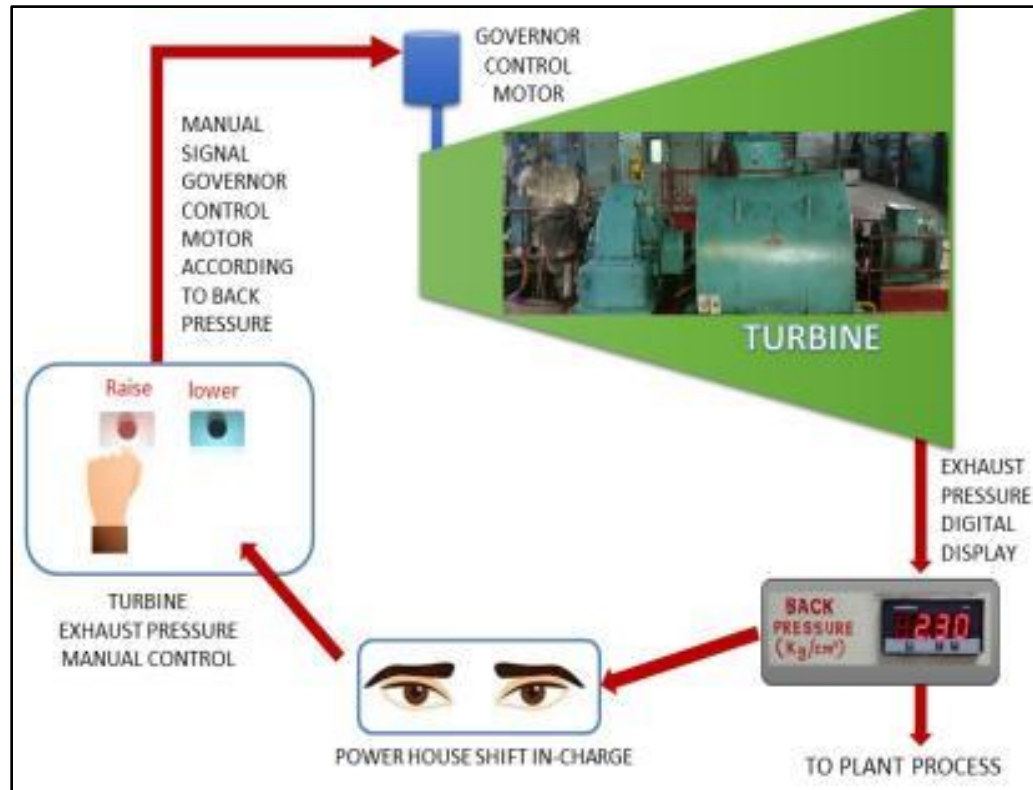 GOVERNOR
CONTROL
MOTOR
MANUAL
SIGNAL
GOVERNOR
CONTROL
MOTOR
ACCORDING
TO BACK
PRESSURE
TURBINE
Raise lower
EXHAUST
PRESSURE
DIGITAL
DISPLAY
BACK
PRESSURE
(Kg/cm²)
2.30
TURBINE
EXHAUST PRESSURE
MANUAL CONTROL
POWER HOUSE SHIFT IN-CHARGE
TO PLANT PROCESS